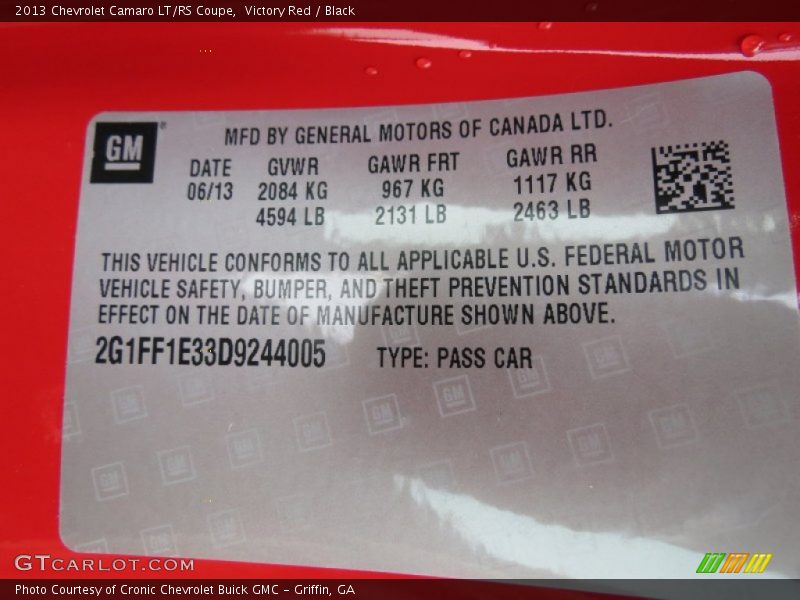 2013 Chevrolet Camaro LT/RS Coupe, Victory Red / Black
GM
MFD BY GENERAL MOTORS OF CANADA LTD.
DATE GVWR GAWR FRT GAWR RR
06/13 2084 KG 967 KG 1117 KG
4594 LB 2131 LB 2463 LB
THIS VEHICLE CONFORMS TO ALL APPLICABLE U.S. FEDERAL MOTOR
VEHICLE SAFETY, BUMPER, AND THEFT PREVENTION STANDARDS IN
EFFECT ON THE DATE OF MANUFACTURE SHOWN ABOVE.
2G1FF1E33D9244005 TYPE: PASS CAR
GTCARLOT.COM
Photo Courtesy of Cronic Chevrolet Buick GMC – Griffin, GA